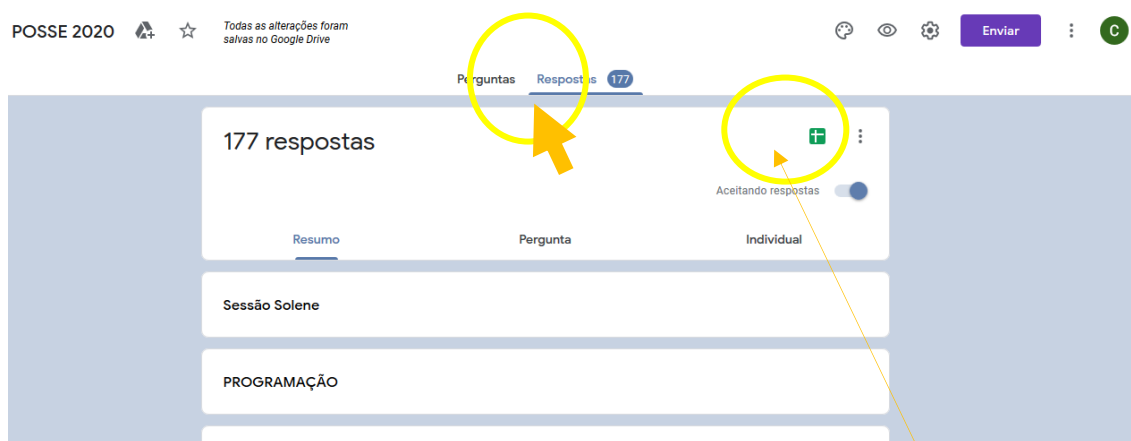 POSSE 2020
Todas as alterações foram
salvas no Google Drive
Enviar
C
Perguntas Respostas 177
177 respostas
Aceitando respostas
Resumo Pergunta Individual
Sessão Solene
PROGRAMAÇÃO